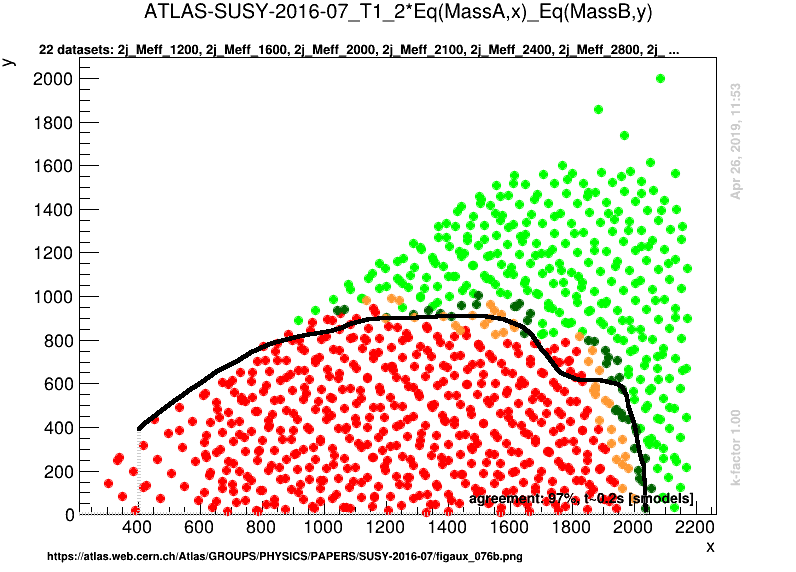 ATLAS-SUSY-2016-07_T1_2*Eq(MassA,x)_Eq(MassB,y)
22 datasets: 2j_Meff_1200, 2j_Meff_1600, 2j_Meff_2000, 2j_Meff_2100, 2j_Meff_2400, 2j_Meff_2800, 2j_ ...
y
2000
1800
1600
1400
1200
1000
800
600
400
200
0
Apr 26, 2019, 11:53
k-factor 1.00
agreement: 97%, t~0.2s [smodels]
400 600 800 1000 1200 1400 1600 1800 2000 2200
x
https://atlas.web.cern.ch/Atlas/GROUPS/PHYSICS/PAPERS/SUSY-2016-07/figaux_076b.png